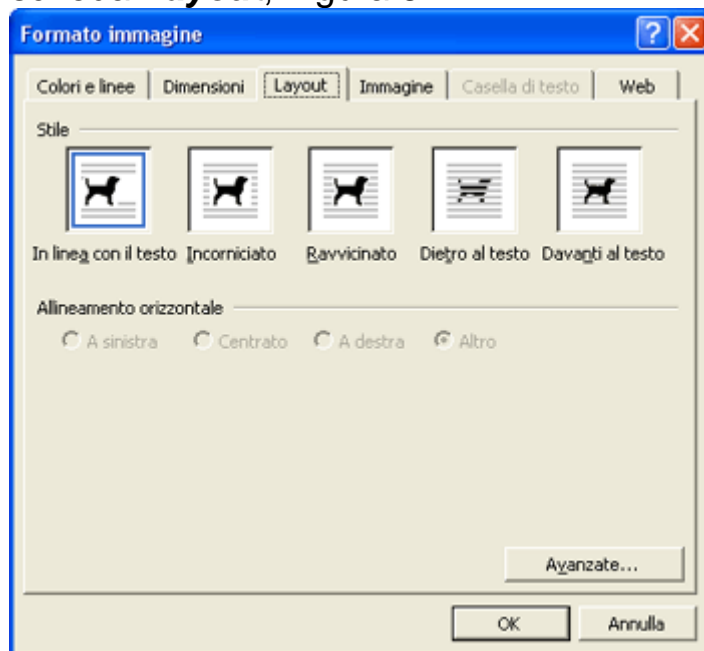 Formato immagine
Colori e linee Dimensioni Layout Immagine Casella di testo Web
Stile
In linea con il testo Incorniciato Ravvicinato Dietro al testo Davanti al testo
Allineamento orizzontale
A sinistra Centrato A destra Altro
Avanzate...
OK Annulla